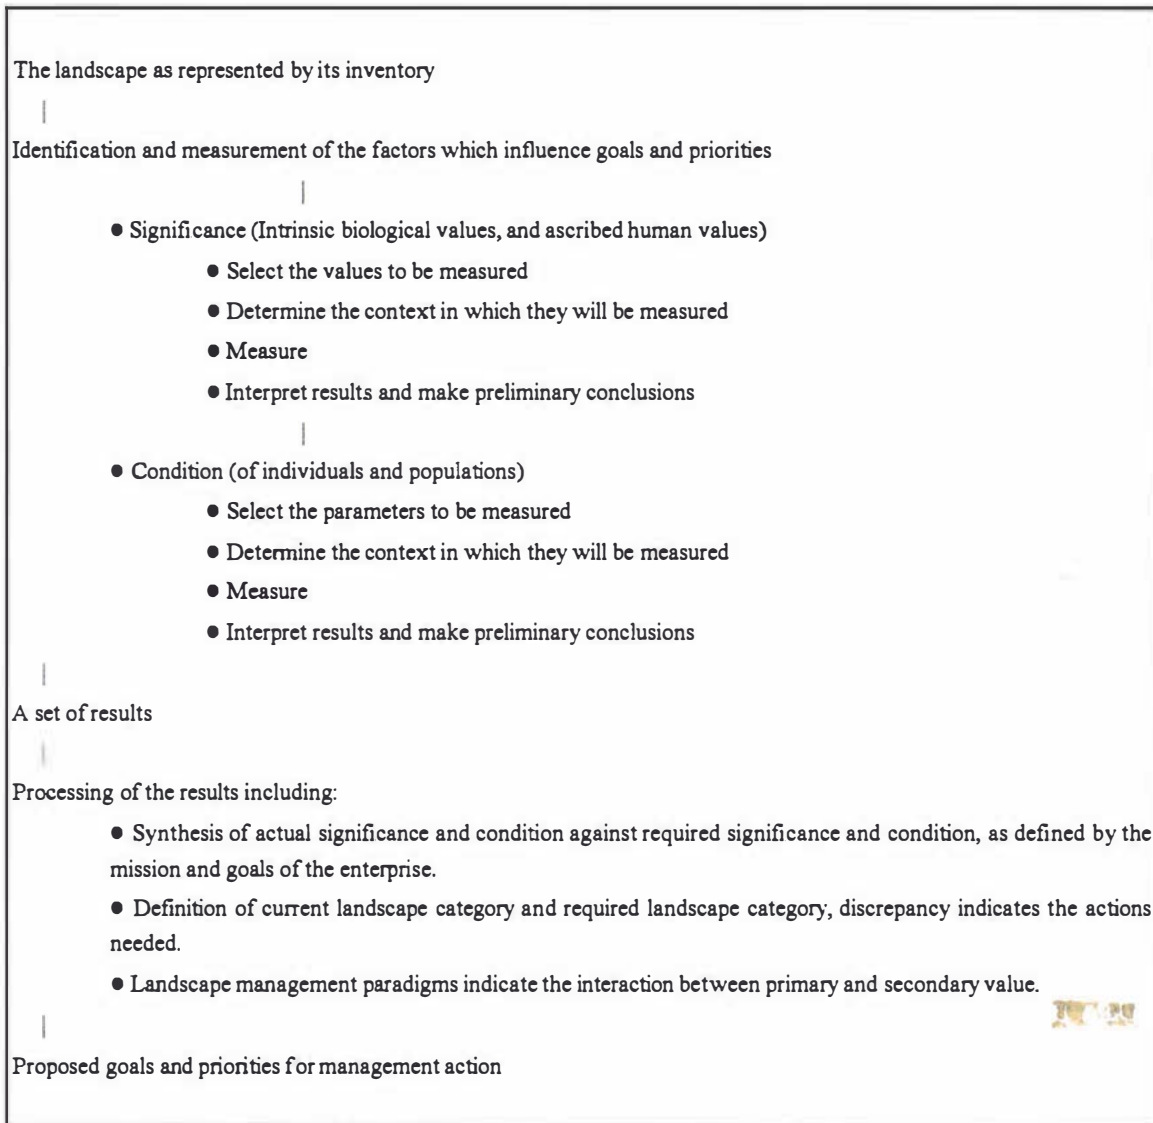 The landscape as represented by its inventory
Identification and measurement of the factors which influence goals and priorities
● Significance (Intrinsic biological values, and ascribed human values)
● Select the values to be measured
● Determine the context in which they will be measured
● Measure
● Interpret results and make preliminary conclusions
● Condition (of individuals and populations)
● Select the parameters to be measured
● Determine the context in which they will be measured
● Measure
● Interpret results and make preliminary conclusions
A set of results
Processing of the results including:
● Synthesis of actual significance and condition against required significance and condition, as defined by the
mission and goals of the enterprise.
● Definition of current landscape category and required landscape category, discrepancy indicates the actions
needed.
● Landscape management paradigms indicate the interaction between primary and secondary value.
Proposed goals and priorities for management action